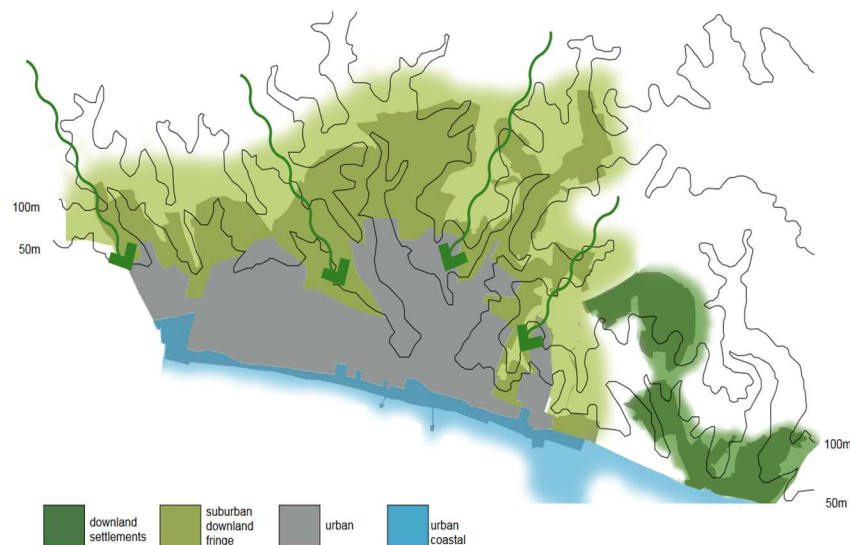 100m
50m
100m
50m
downland
settlements
suburban
downland
fringe
urban
urban
coastal